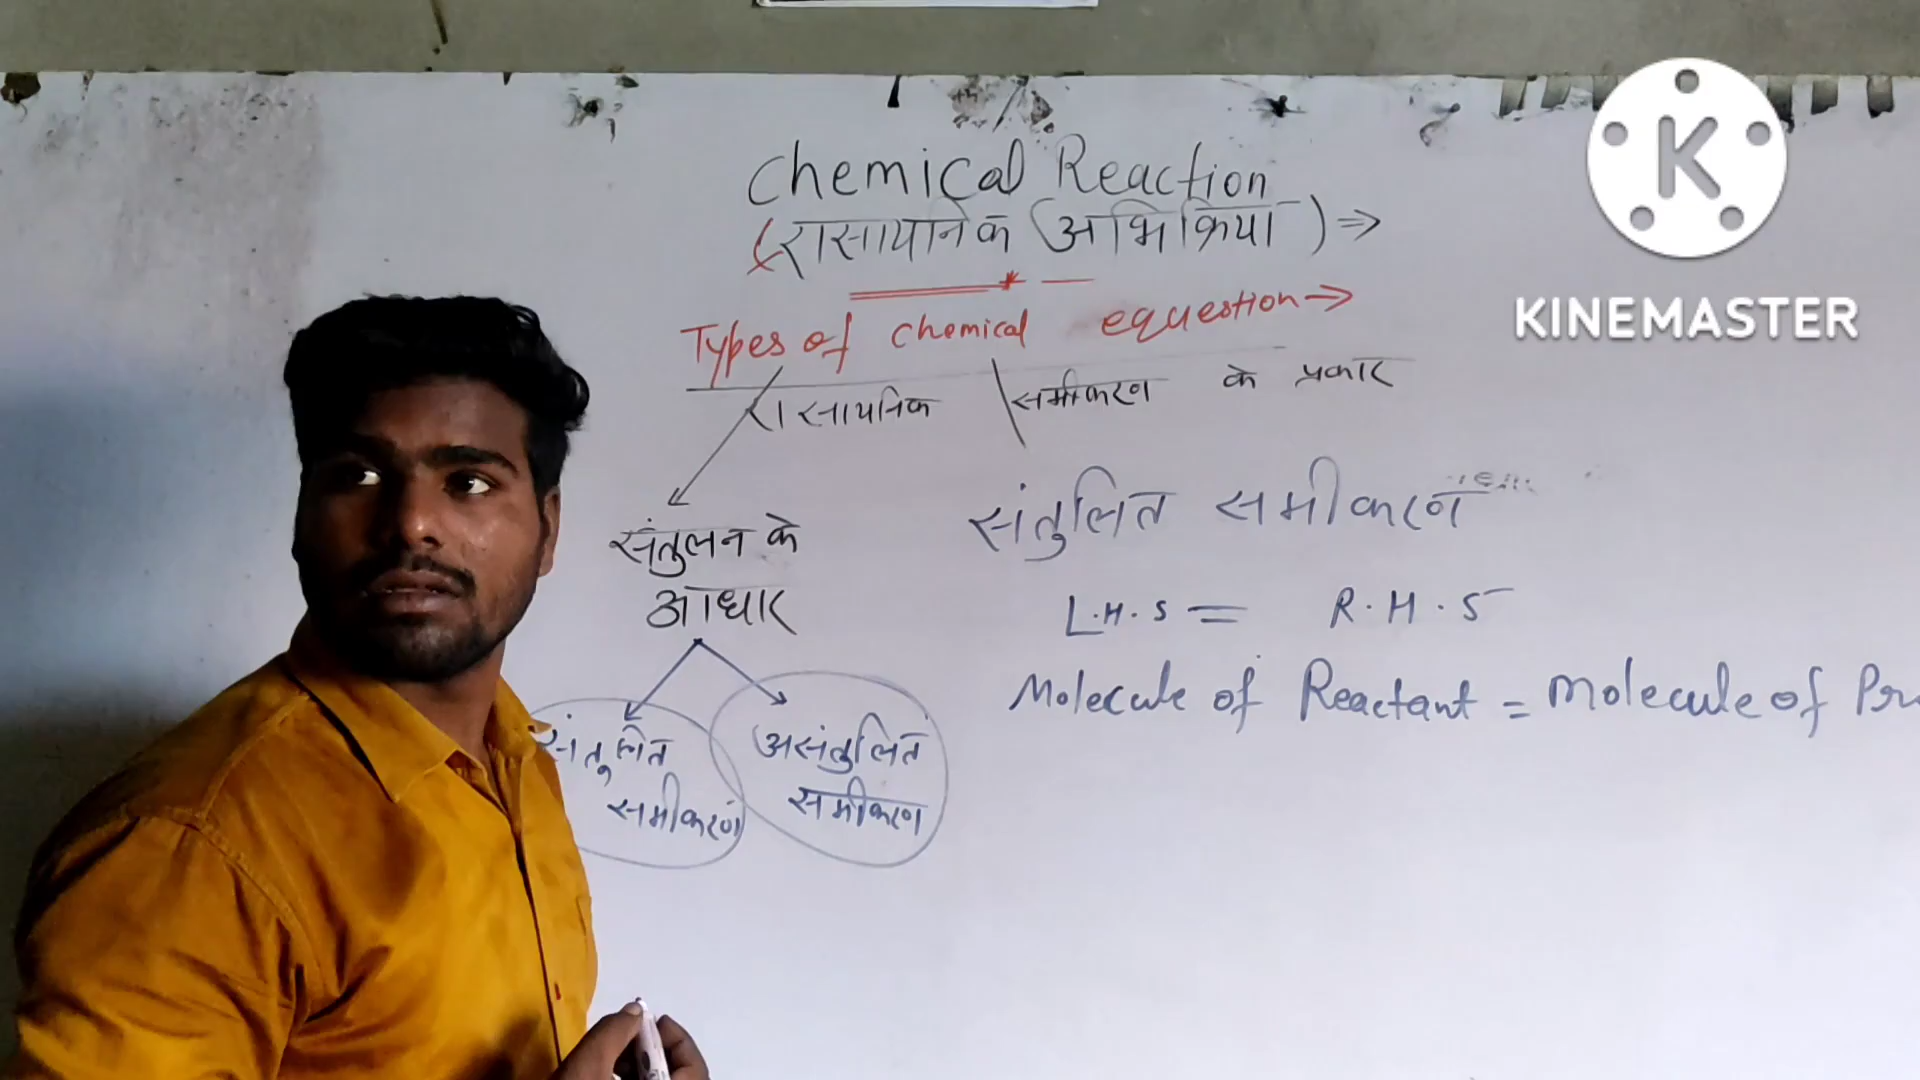 Chemical Reaction
(रासायनिक अभिक्रिया) ⇒
Types of chemical equestion →
रासायनिक समीकरण के प्रकार
संतुलन के
आधार
संतुलित
समीकरण
असंतुलित
समीकरण
संतुलित समीकरण
L.H.S = R.H.S
Molecule of Reactant = Molecule of Pr
KINEMASTER